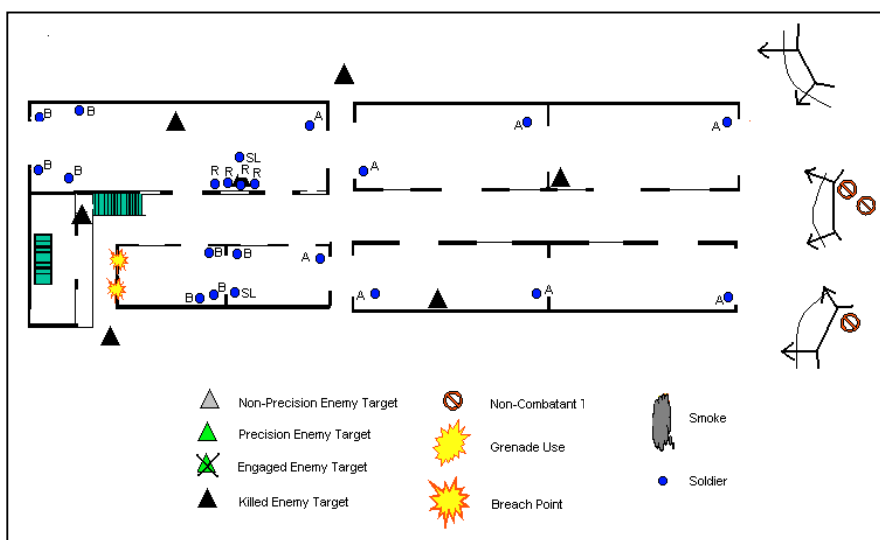 B
B
A
A
A
SL
R R R R
A
B
B
B
B
A
B
B
SL
A
A
A
Non-Precision Enemy Target
Non-Combatant T
Smoke
Precision Enemy Target
Grenade Use
Engaged Enemy Target
Soldier
Killed Enemy Target
Breach Point